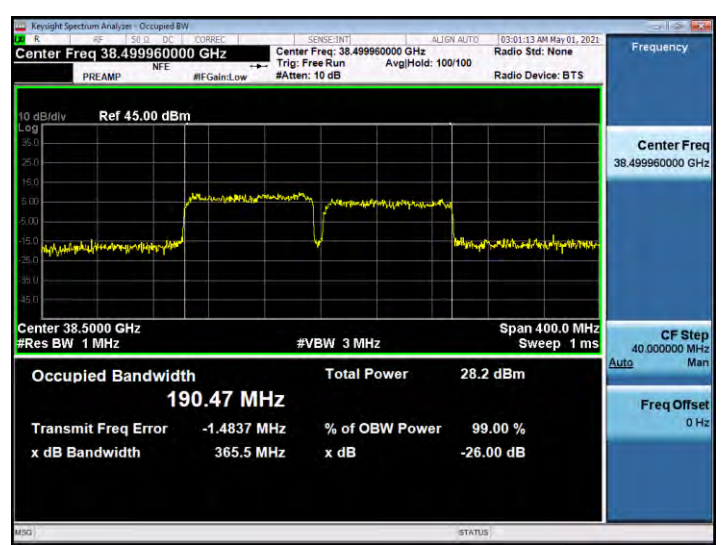 Keysight Spectrum Analyzer - Occupied BW
LXI R RF 50 Ω DC CORREC SENSE:INT ALIGN AUTO 03:01:13 AM May 01, 2021
Center Freq 38.499960000 GHz Center Freq: 38.499960000 GHz Radio Std: None Frequency
NFE Trig: Free Run Avg|Hold: 100/100
PREAMP #IFGain:Low #Atten: 10 dB Radio Device: BTS
10 dB/div Ref 45.00 dBm
Log
35.0
Center Freq
25.0
38.499960000 GHz
15.0
5.00
-5.00
-15.0
-25.0
-35.0
-45.0
Center 38.5000 GHz Span 400.0 MHz
#Res BW 1 MHz #VBW 3 MHz Sweep 1 ms
CF Step
40.000000 MHz
Auto Man
Occupied Bandwidth Total Power 28.2 dBm
190.47 MHz
Freq Offset
0 Hz
Transmit Freq Error -1.4837 MHz % of OBW Power 99.00 %
x dB Bandwidth 365.5 MHz x dB -26.00 dB
MSG STATUS